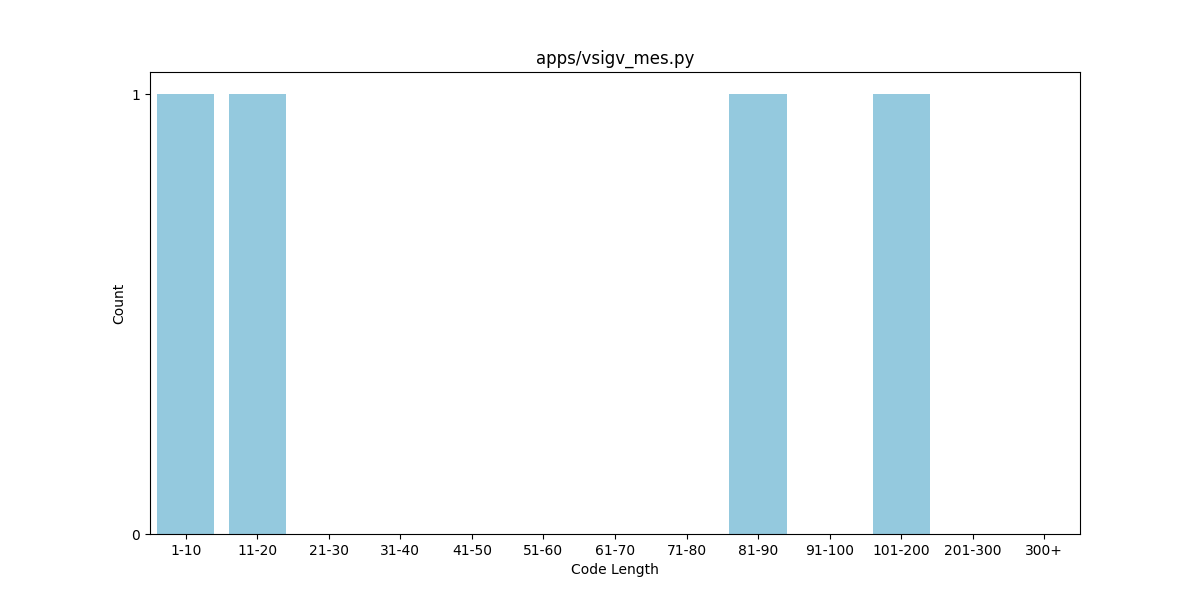 apps/vsigv_mes.py
1
Count
0
1-10 11-20 21-30 31-40 41-50 51-60 61-70 71-80 81-90 91-100 101-200 201-300 300+
Code Length